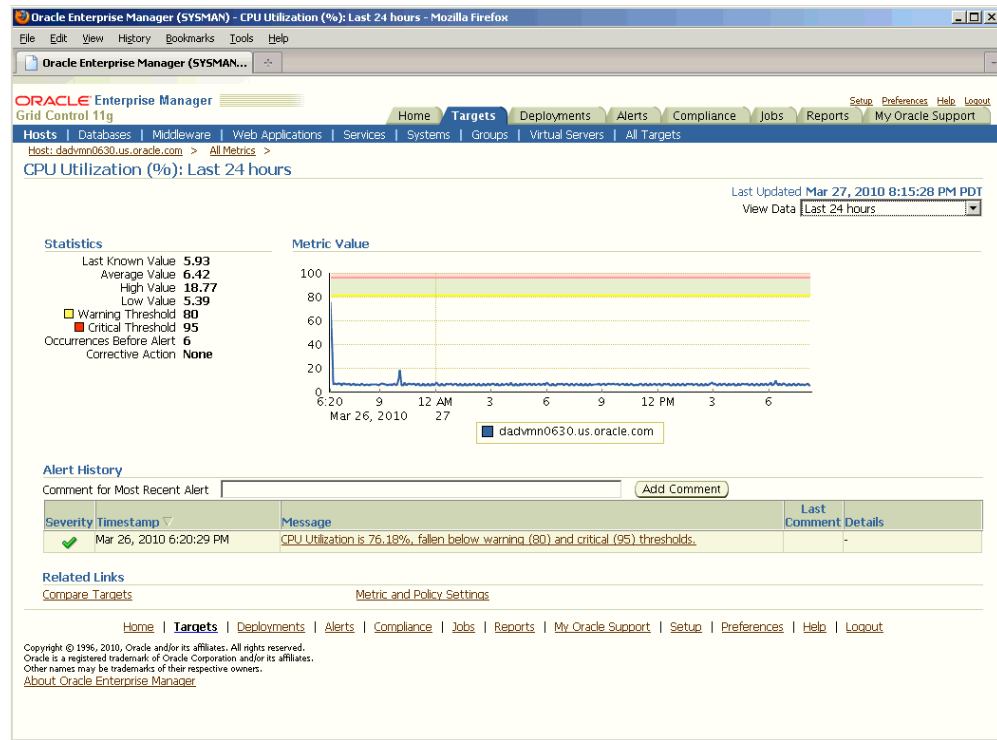 Oracle Enterprise Manager (SYSMAN) - CPU Utilization (%): Last 24 hours - Mozilla Firefox
File Edit View History Bookmarks Tools Help
Oracle Enterprise Manager (SYSMAN...
ORACLE Enterprise Manager
Grid Control 11g
Setup Preferences Help Logout
Home Targets Deployments Alerts Compliance Jobs Reports My Oracle Support
Hosts | Databases | Middleware | Web Applications | Services | Systems | Groups | Virtual Servers | All Targets
Host: dadvmn0630.us.oracle.com > All Metrics >
CPU Utilization (%): Last 24 hours
Last Updated Mar 27, 2010 8:15:28 PM PDT
View Data Last 24 hours
Statistics
Last Known Value 5.93
Average Value 6.42
High Value 18.77
Low Value 5.39
Warning Threshold 80
Critical Threshold 95
Occurrences Before Alert 6
Corrective Action None
Metric Value
100
80
60
40
20
0
6:20 9 12 AM 3 6 9 12 PM 3 6
Mar 26, 2010 27
dadvmn0630.us.oracle.com
Alert History
Comment for Most Recent Alert Add Comment
Severity Timestamp Message Last Comment Details
Mar 26, 2010 6:20:29 PM CPU Utilization is 76.18%, fallen below warning (80) and critical (95) thresholds. -
Related Links
Compare Targets Metric and Policy Settings
Home | Targets | Deployments | Alerts | Compliance | Jobs | Reports | My Oracle Support | Setup | Preferences | Help | Logout
Copyright © 1996, 2010, Oracle and/or its affiliates. All rights reserved.
Oracle is a registered trademark of Oracle Corporation and/or its affiliates.
Other names may be trademarks of their respective owners.
About Oracle Enterprise Manager